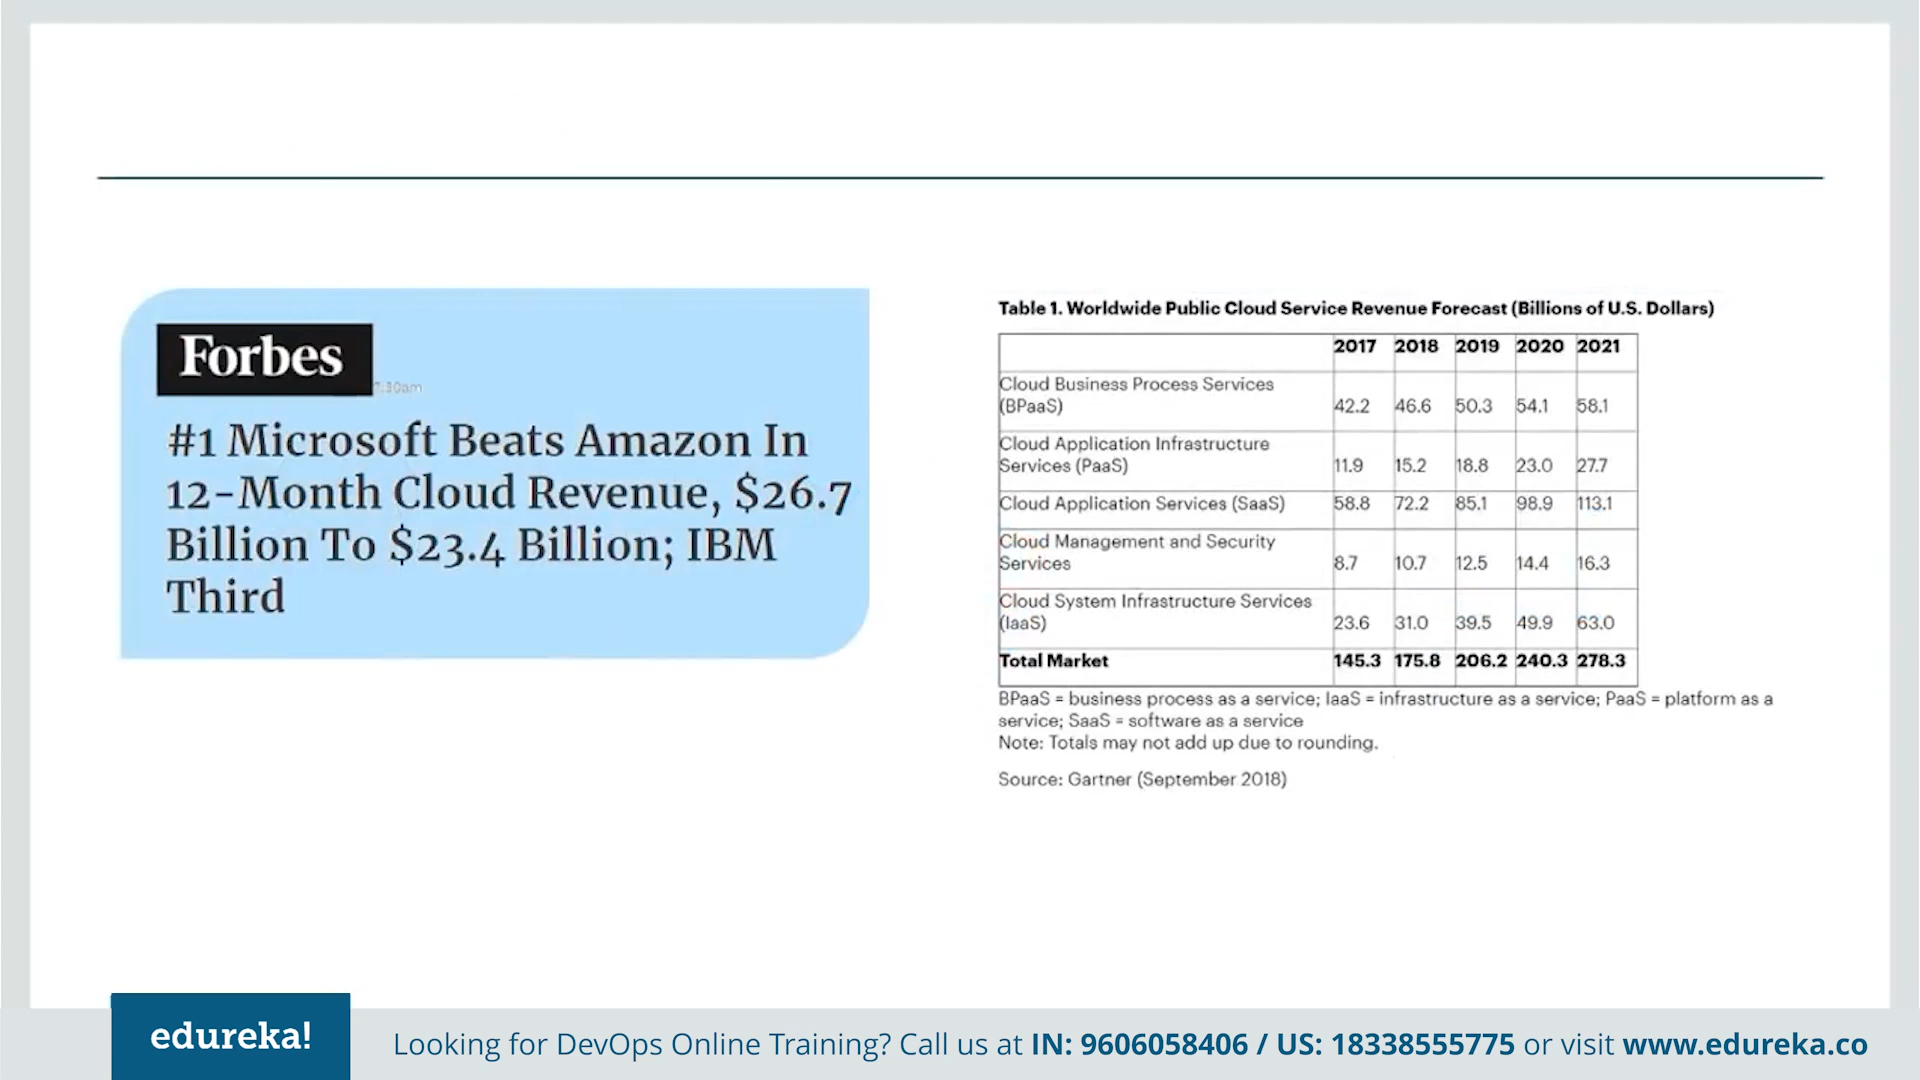 Forbes
7:30am
#1 Microsoft Beats Amazon In
12-Month Cloud Revenue, $26.7
Billion To $23.4 Billion; IBM
Third
Table 1. Worldwide Public Cloud Service Revenue Forecast (Billions of U.S. Dollars)
2017 2018 2019 2020 2021
Cloud Business Process Services
(BPaaS) 42.2 46.6 50.3 54.1 58.1
Cloud Application Infrastructure
Services (PaaS) 11.9 15.2 18.8 23.0 27.7
Cloud Application Services (SaaS) 58.8 72.2 85.1 98.9 113.1
Cloud Management and Security
Services 8.7 10.7 12.5 14.4 16.3
Cloud System Infrastructure Services
(IaaS) 23.6 31.0 39.5 49.9 63.0
Total Market 145.3 175.8 206.2 240.3 278.3
BPaaS = business process as a service; IaaS = infrastructure as a service; PaaS = platform as a
service; SaaS = software as a service
Note: Totals may not add up due to rounding.
Source: Gartner (September 2018)
edureka!
Looking for DevOps Online Training? Call us at IN: 9606058406 / US: 18338555775 or visit www.edureka.co